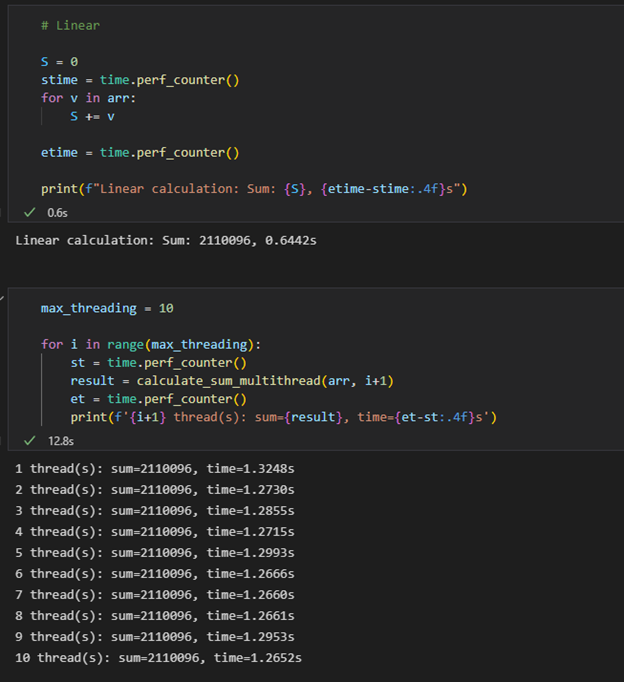 # Linear
S = 0
stime = time.perf_counter()
for v in arr:
S += v
etime = time.perf_counter()
print(f"Linear calculation: Sum: {S}, {etime-stime:.4f}s")
0.6s
Linear calculation: Sum: 2110096, 0.6442s
max_threading = 10
for i in range(max_threading):
st = time.perf_counter()
result = calculate_sum_multithread(arr, i+1)
et = time.perf_counter()
print(f'{i+1} thread(s): sum={result}, time={et-st:.4f}s')
12.8s
1 thread(s): sum=2110096, time=1.3248s
2 thread(s): sum=2110096, time=1.2730s
3 thread(s): sum=2110096, time=1.2855s
4 thread(s): sum=2110096, time=1.2715s
5 thread(s): sum=2110096, time=1.2993s
6 thread(s): sum=2110096, time=1.2666s
7 thread(s): sum=2110096, time=1.2660s
8 thread(s): sum=2110096, time=1.2661s
9 thread(s): sum=2110096, time=1.2953s
10 thread(s): sum=2110096, time=1.2652s